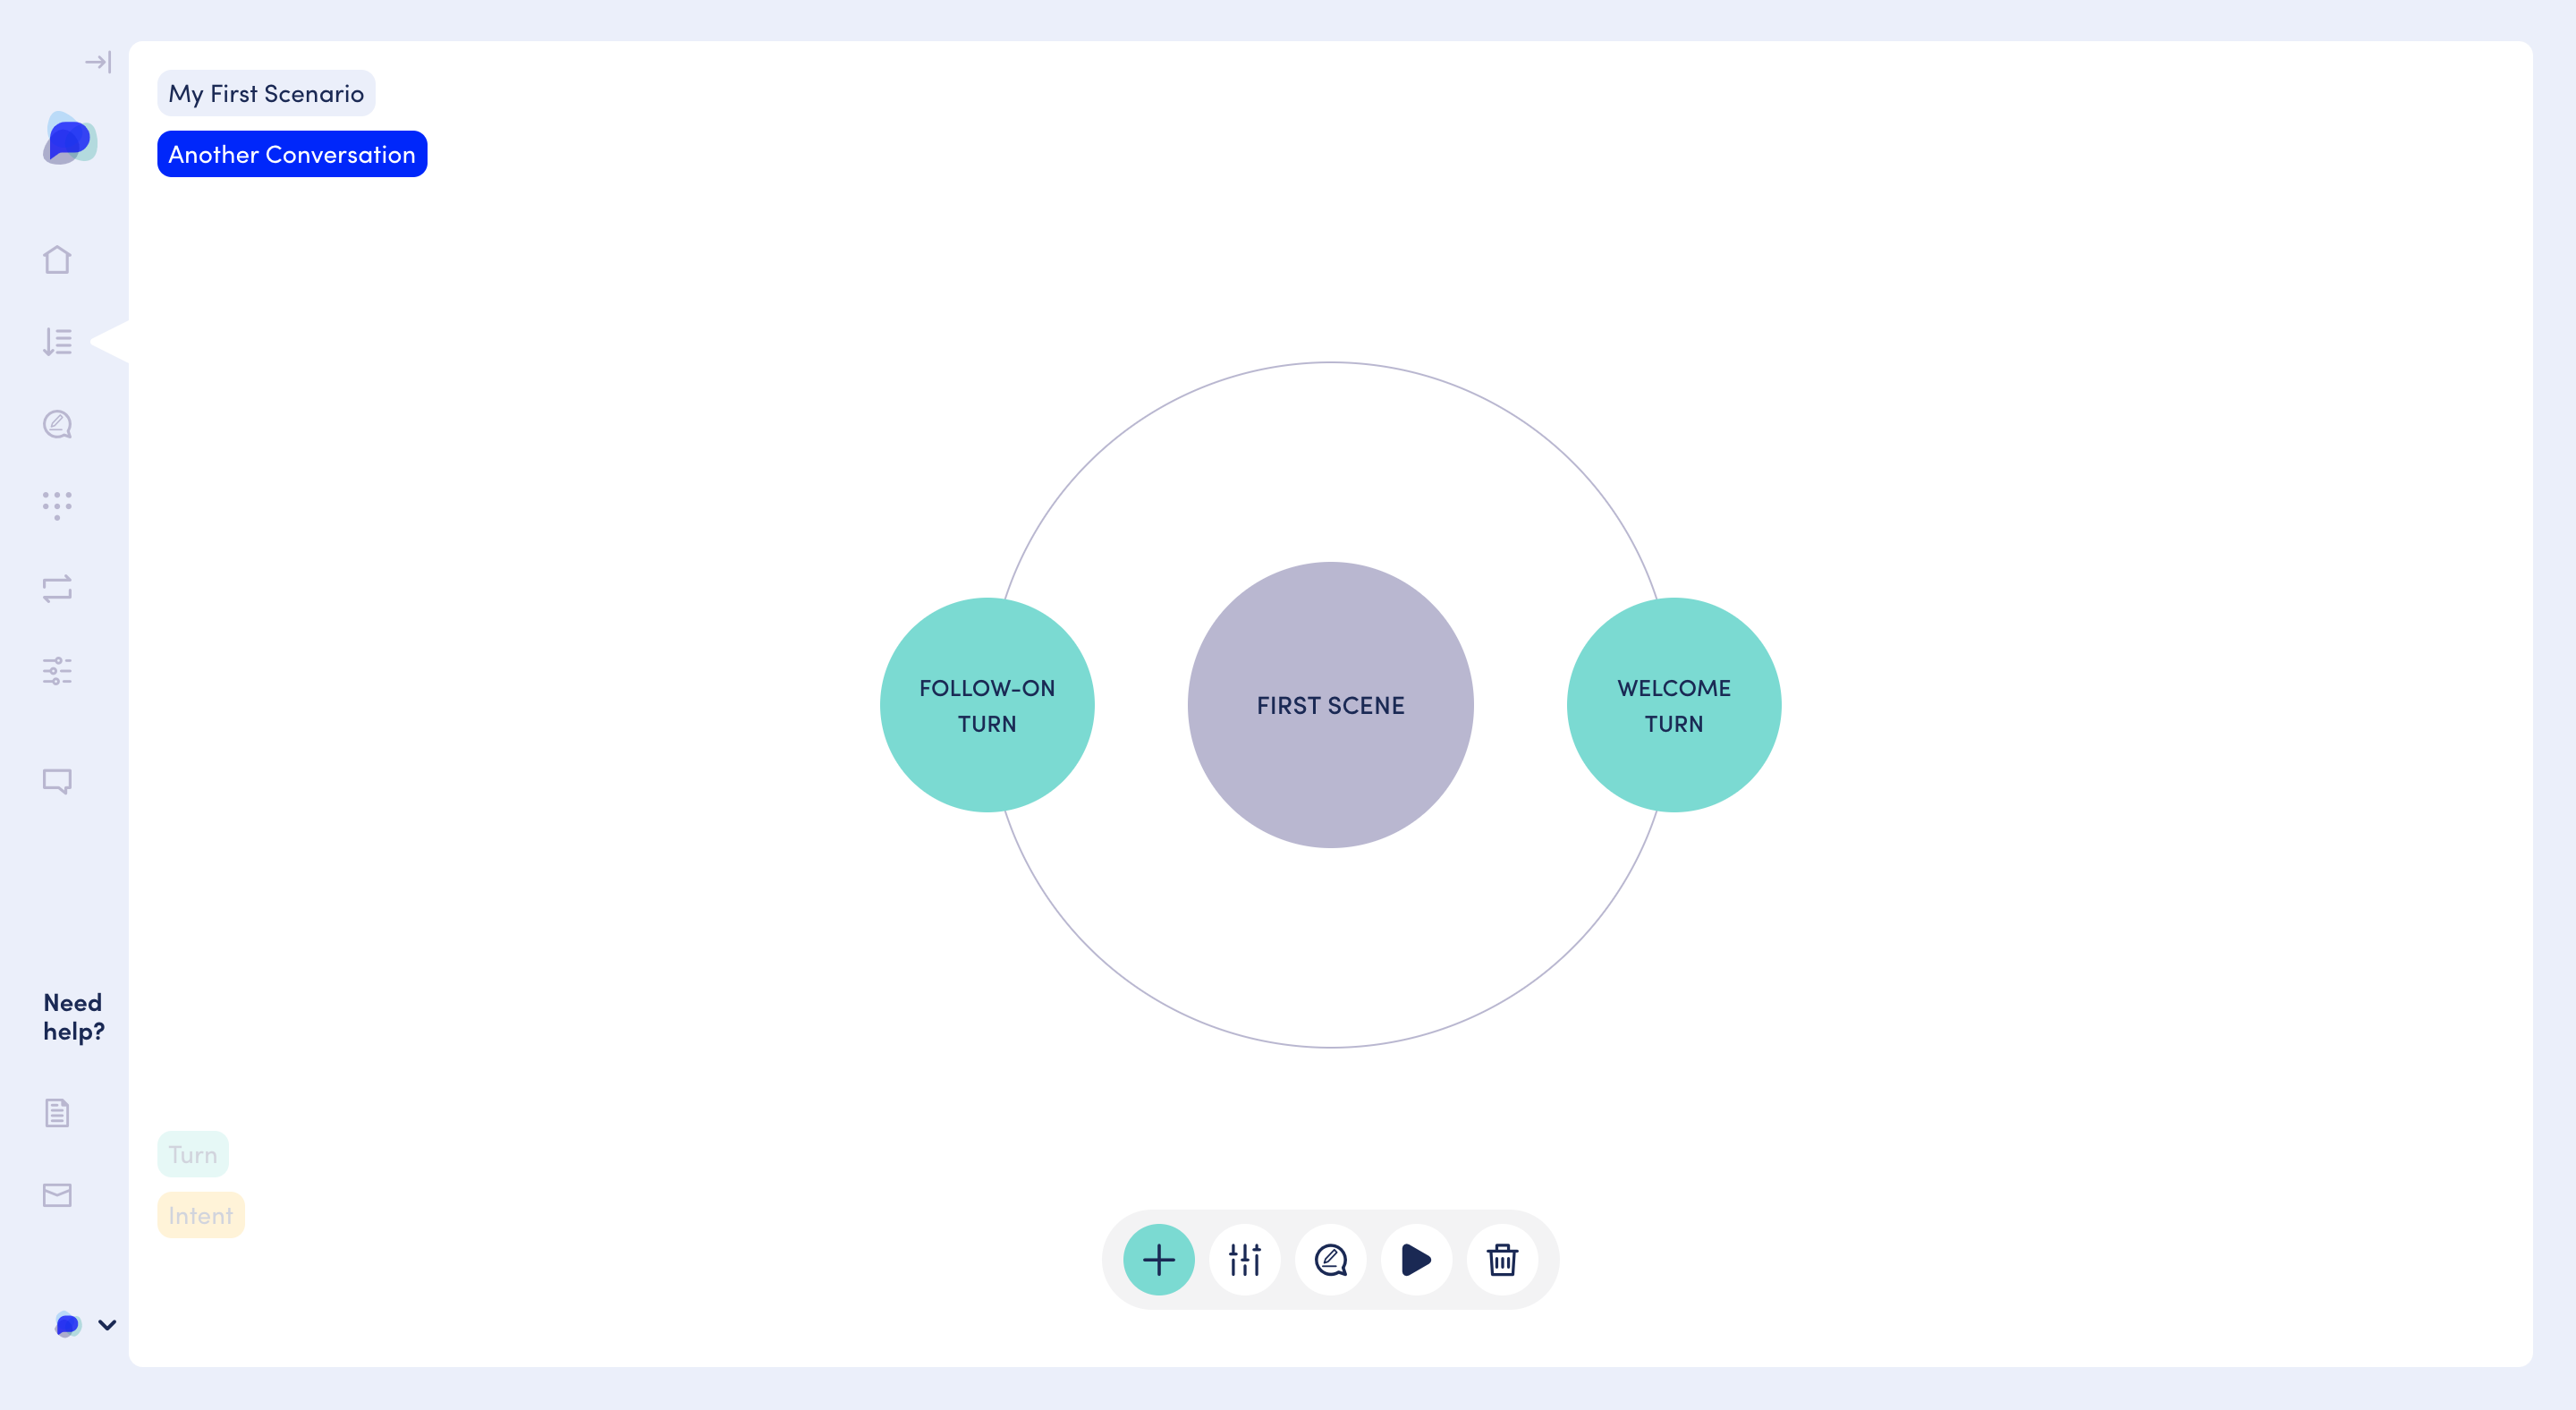 My First Scenario
Another Conversation
FOLLOW-ON
TURN
FIRST SCENE
WELCOME
TURN
Need
help?
Turn
Intent